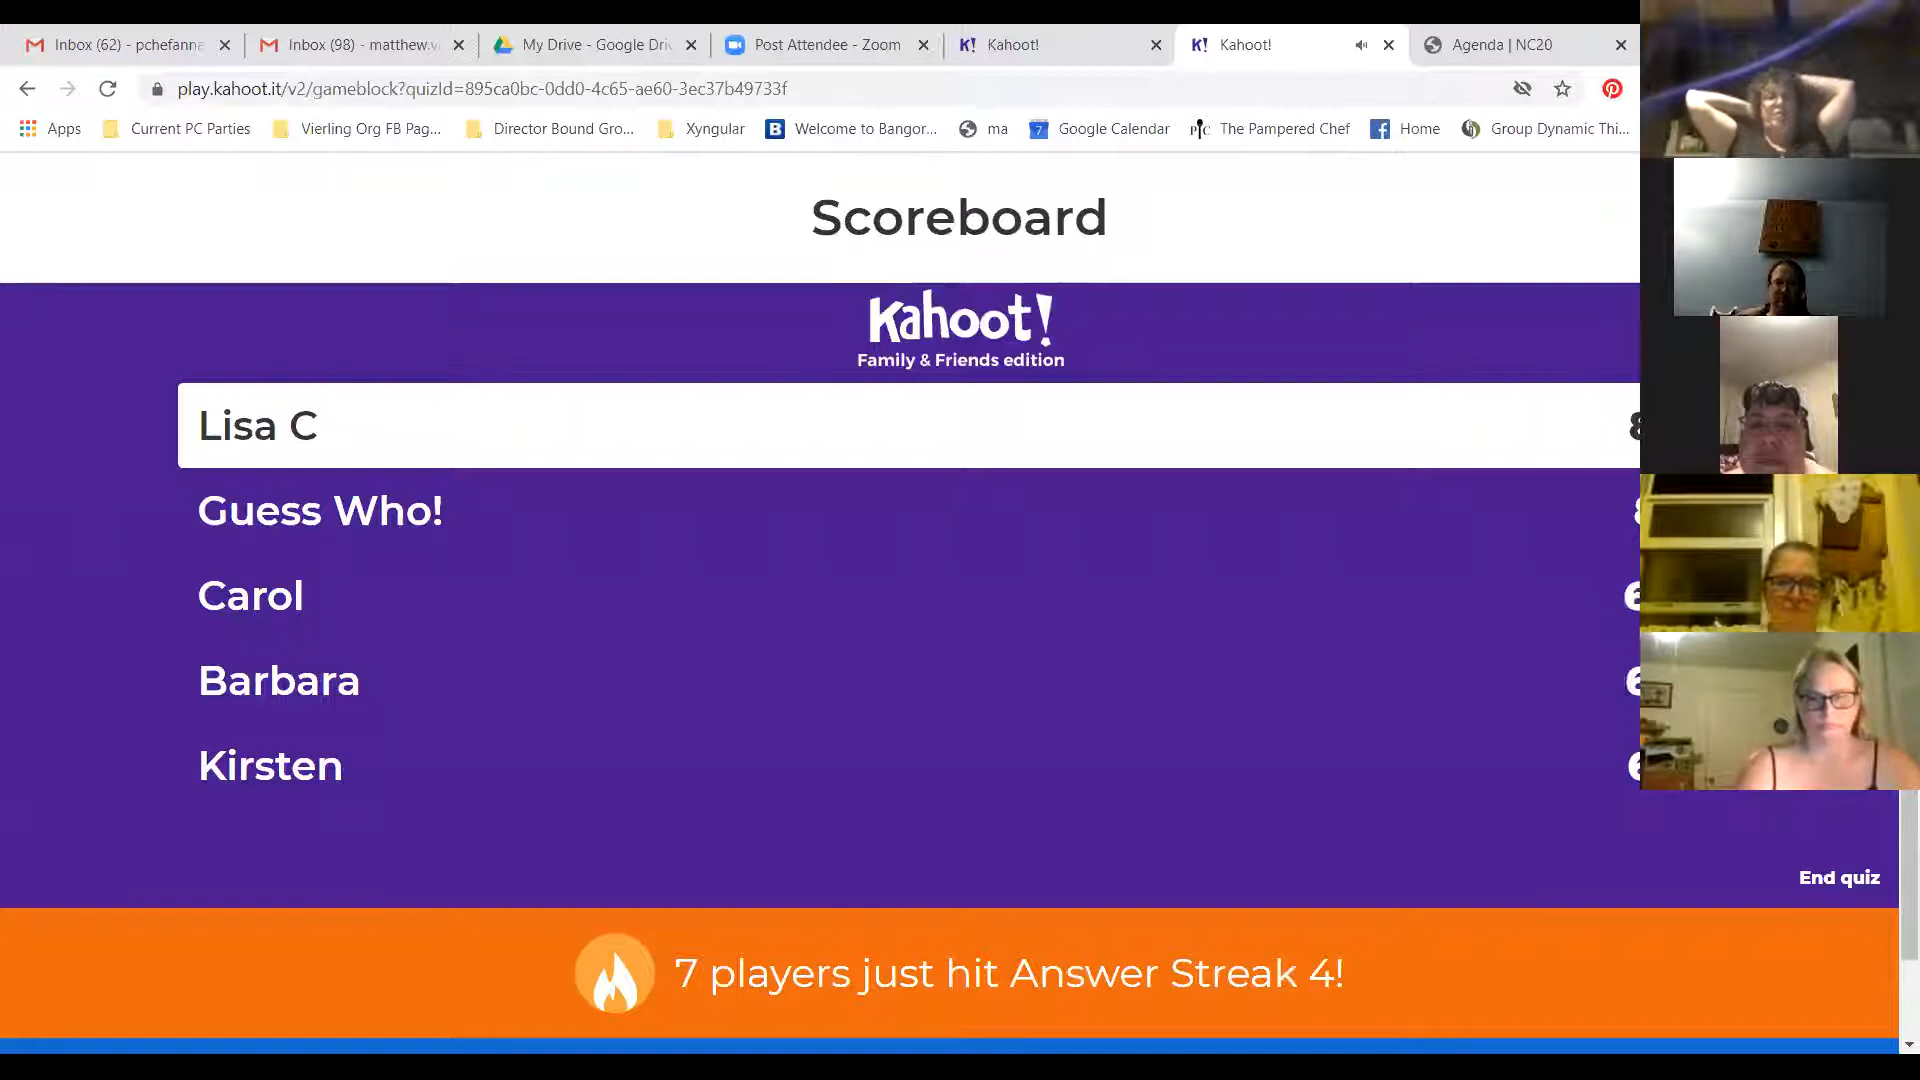 Inbox (62) - pchefanna
Inbox (98) - matthew.v
My Drive - Google Dri
Post Attendee - Zoom
Kahoot!
Kahoot!
Agenda | NC20
play.kahoot.it/v2/gameblock?quizId=895ca0bc-0dd0-4c65-ae60-3ec37b49733f
Apps
Current PC Parties
Vierling Org FB Pag...
Director Bound Gro...
Xyngular
Welcome to Bangor...
ma
Google Calendar
The Pampered Chef
Home
Group Dynamic Thi...
Scoreboard
Kahoot!
Family & Friends edition
Lisa C
Guess Who!
Carol
Barbara
Kirsten
End quiz
7 players just hit Answer Streak 4!